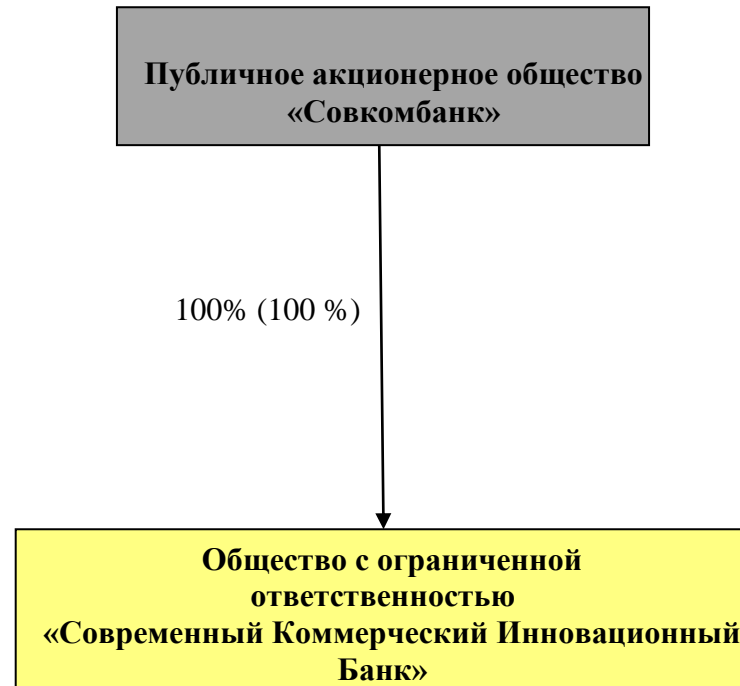 Публичное акционерное общество
«Совкомбанк»
100% (100 %)
Общество с ограниченной
ответственностью
«Современный Коммерческий Инновационный
Банк»